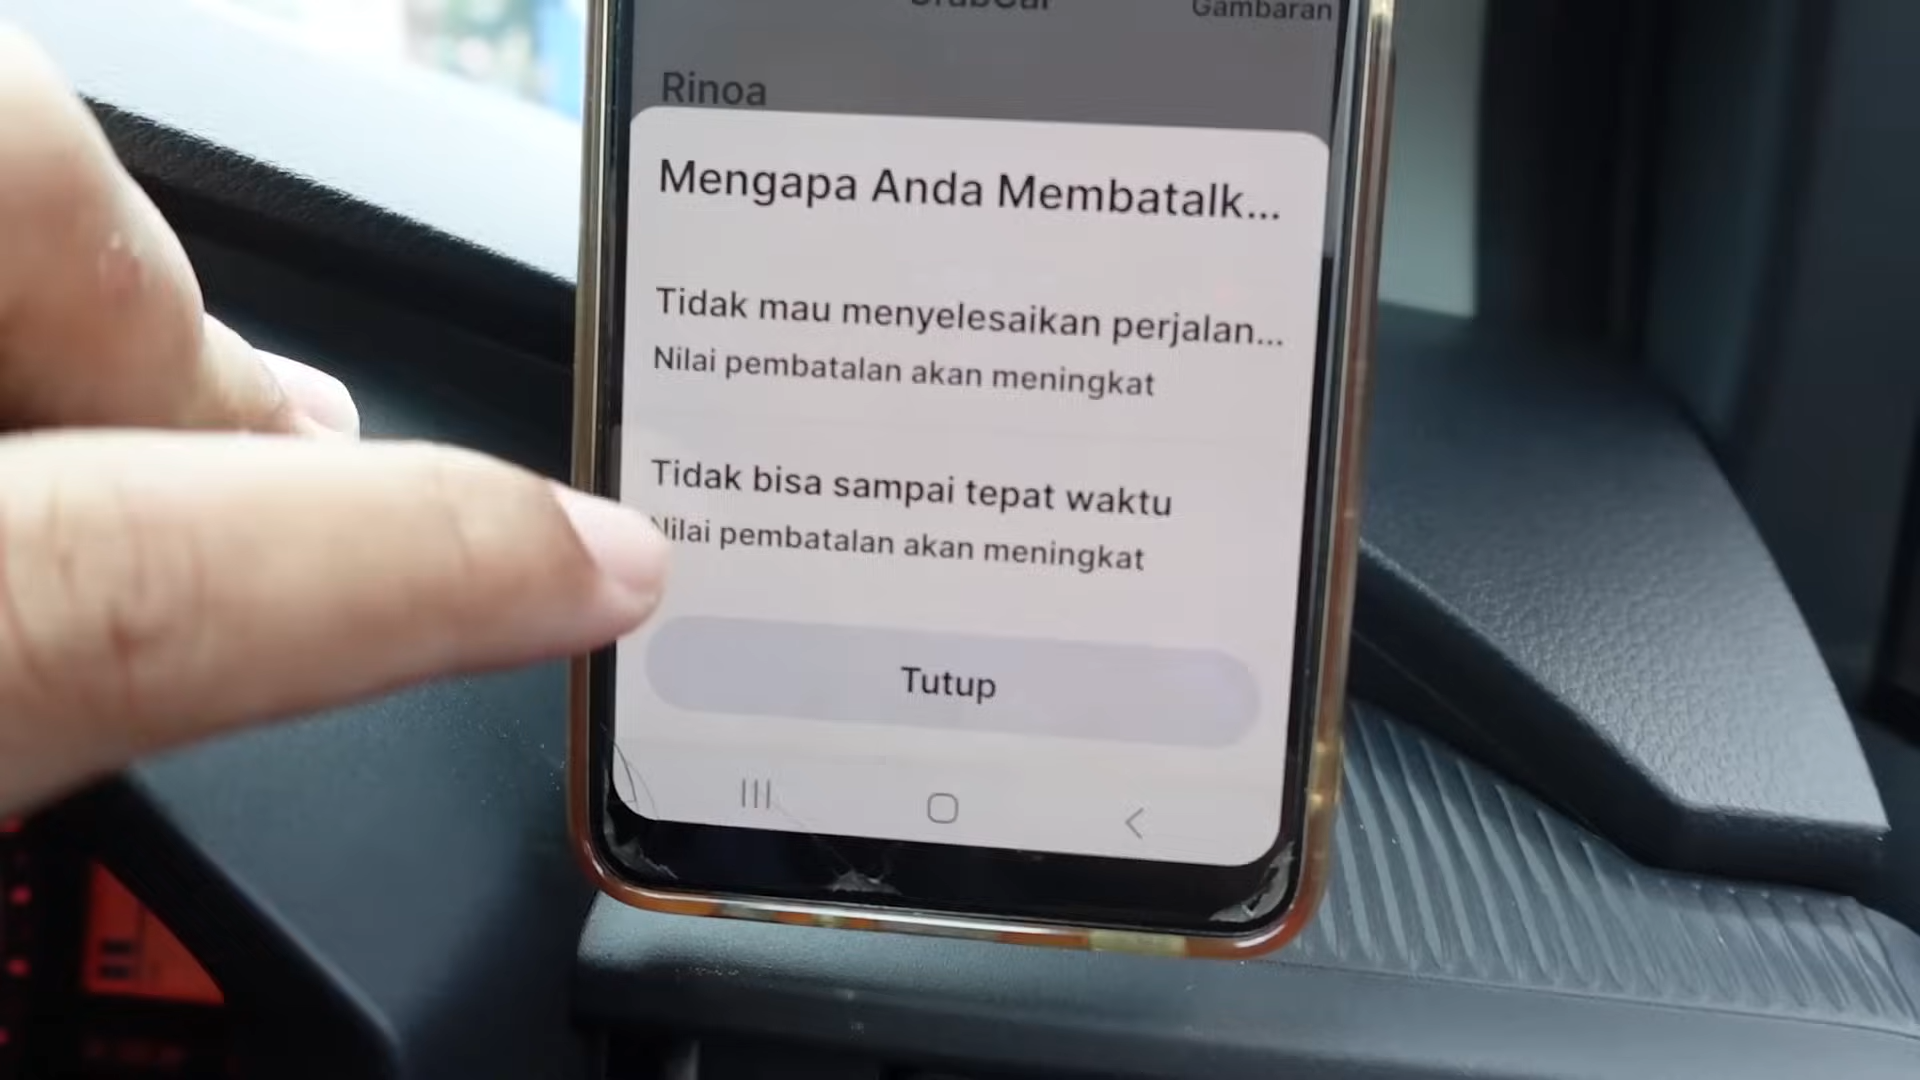 GrabCar
Gambaran
Rinoa
Mengapa Anda Membatalk...
Tidak mau menyelesaikan perjalan...
Nilai pembatalan akan meningkat
Tidak bisa sampai tepat waktu
Nilai pembatalan akan meningkat
Tutup